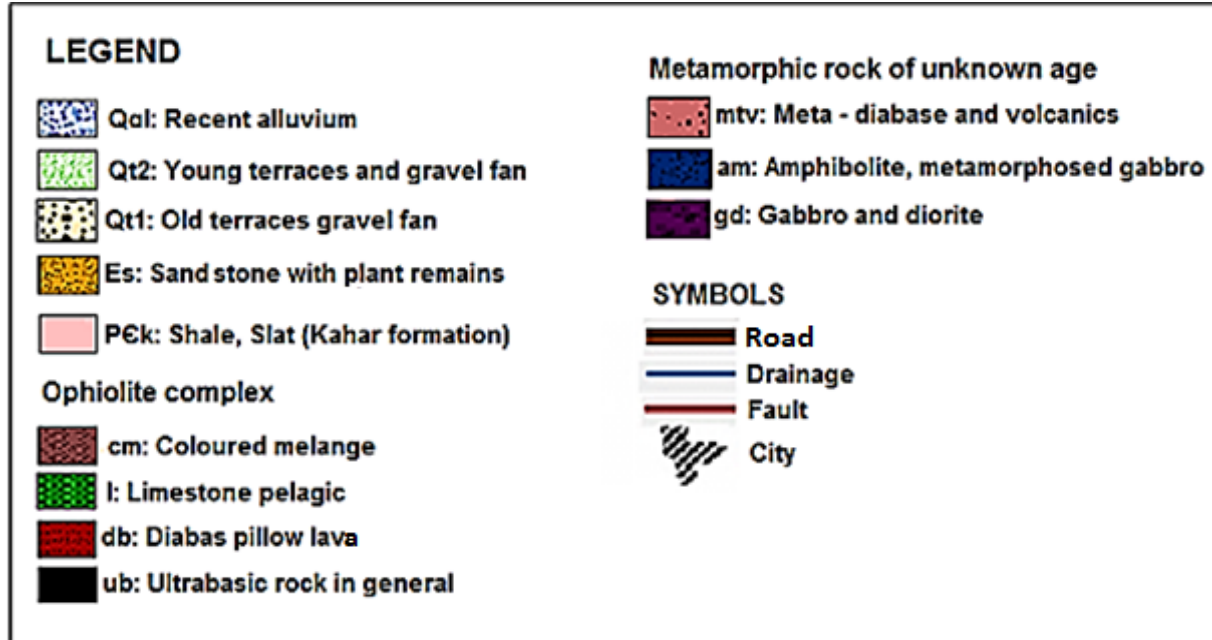 LEGEND
Qal: Recent alluvium
Qt2: Young terraces and gravel fan
Qt1: Old terraces gravel fan
Es: Sand stone with plant remains
PЄk: Shale, Slat (Kahar formation)
Ophiolite complex
cm: Coloured melange
l: Limestone pelagic
db: Diabas pillow lava
ub: Ultrabasic rock in general
Metamorphic rock of unknown age
mtv: Meta - diabase and volcanics
am: Amphibolite, metamorphosed gabbro
gd: Gabbro and diorite
SYMBOLS
Road
Drainage
Fault
City